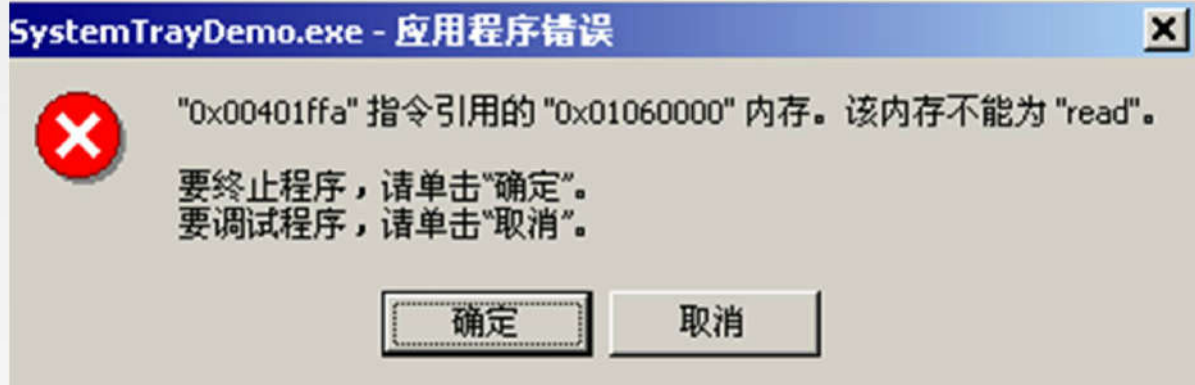 SystemTrayDemo.exe - 应用程序错误
"0x00401ffa" 指令引用的 "0x01060000" 内存。该内存不能为 "read"。
要终止程序，请单击“确定”。
要调试程序，请单击“取消”。
确定
取消